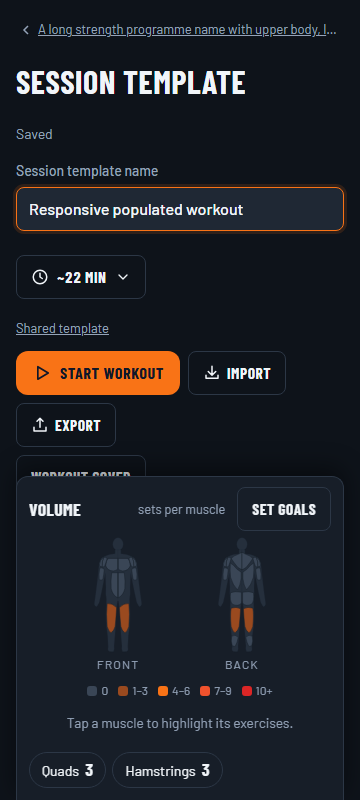 A long strength programme name with upper body, l...
SESSION TEMPLATE
Saved
Session template name
Responsive populated workout
~22 MIN
Shared template
START WORKOUT
IMPORT
EXPORT
WORKOUT COVER
VOLUME
sets per muscle
SET GOALS
FRONT
BACK
0
1–3
4–6
7–9
10+
Tap a muscle to highlight its exercises.
Quads 3
Hamstrings 3